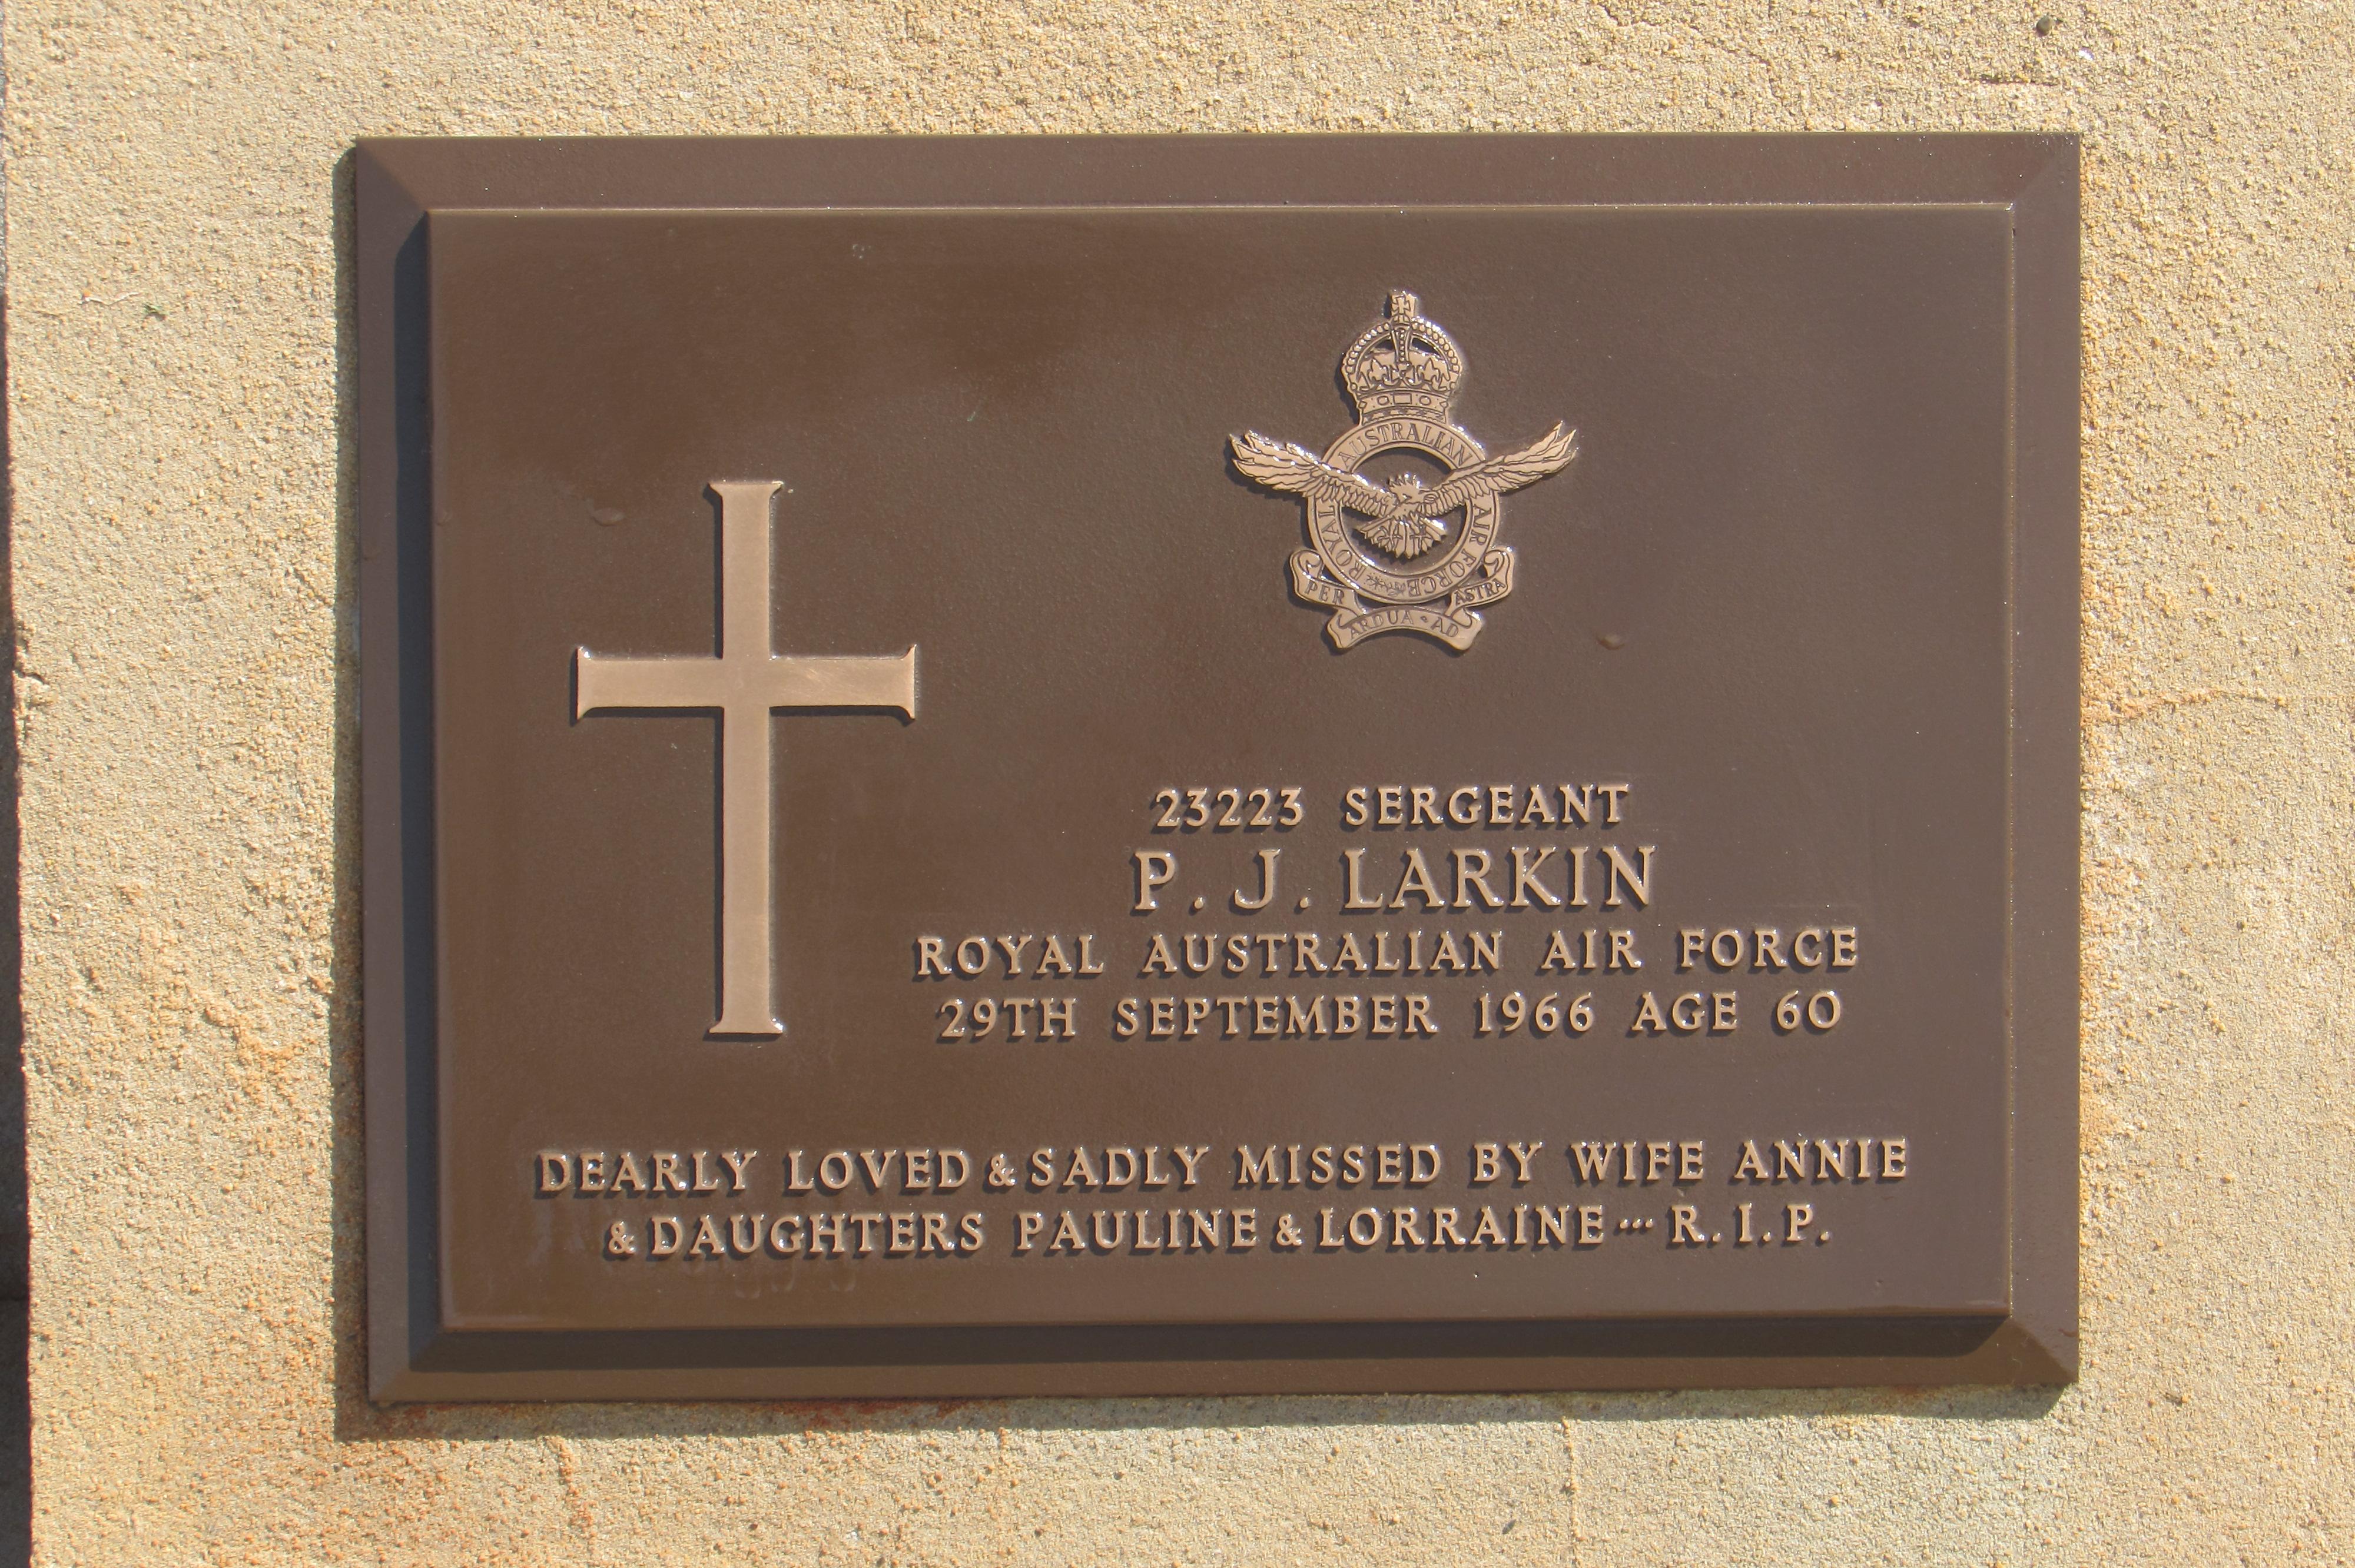 ROYAL AUSTRALIAN AIR FORCE
PER ARDUA · AD ASTRA
23223 SERGEANT
P. J. LARKIN
ROYAL AUSTRALIAN AIR FORCE
29TH SEPTEMBER 1966 AGE 60
DEARLY LOVED & SADLY MISSED BY WIFE ANNIE
& DAUGHTERS PAULINE & LORRAINE ... R.I.P.